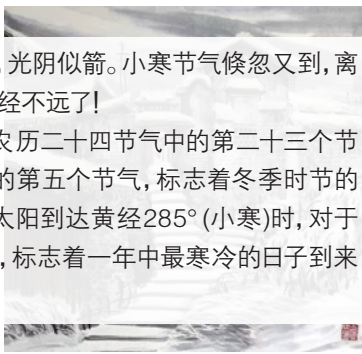 ，光阴似箭。小寒节气倏忽又到，离
经不远了！
农历二十四节气中的第二十三个节
的第五个节气，标志着冬季时节的
太阳到达黄经285°（小寒）时，对于
，标志着一年中最寒冷的日子到来